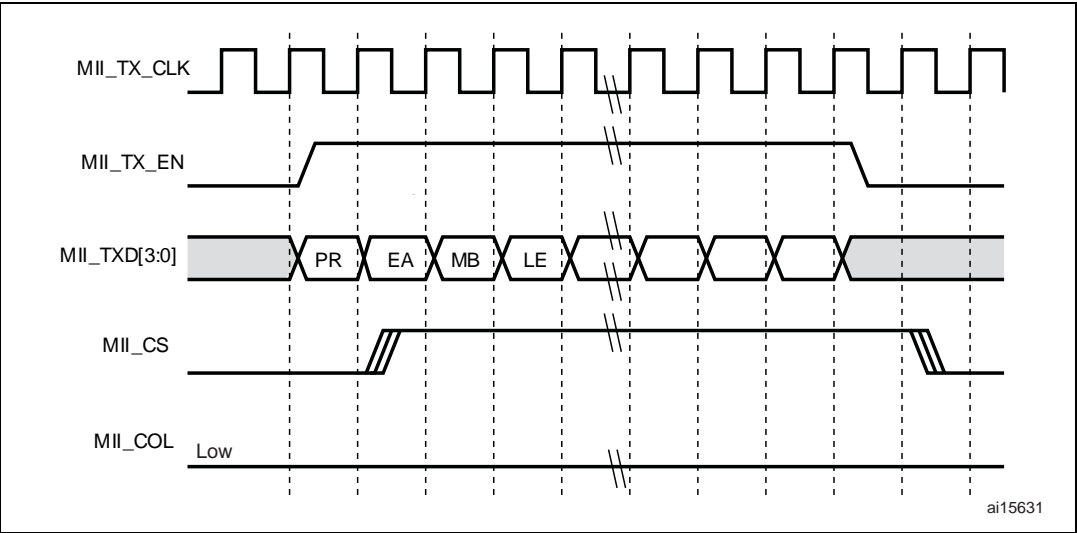 MII_TX_CLK
MII_TX_EN
MII_TXD[3:0]
PR EA MB LE
MII_CS
MII_COL
Low
ai15631